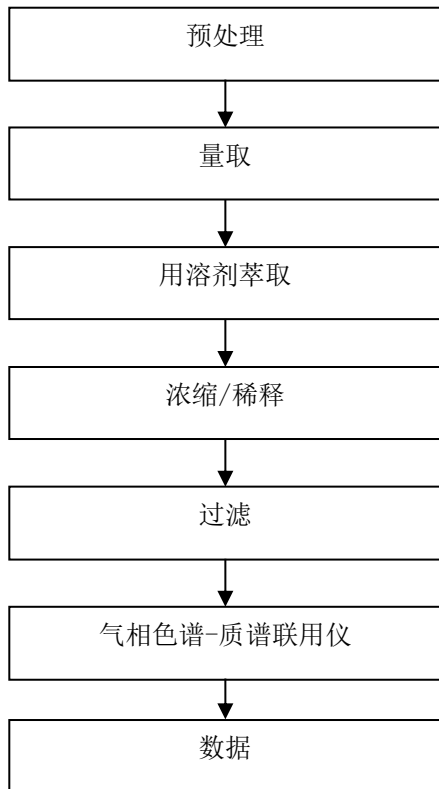 预处理
量取
用溶剂萃取
浓缩/稀释
过滤
气相色谱-质谱联用仪
数据